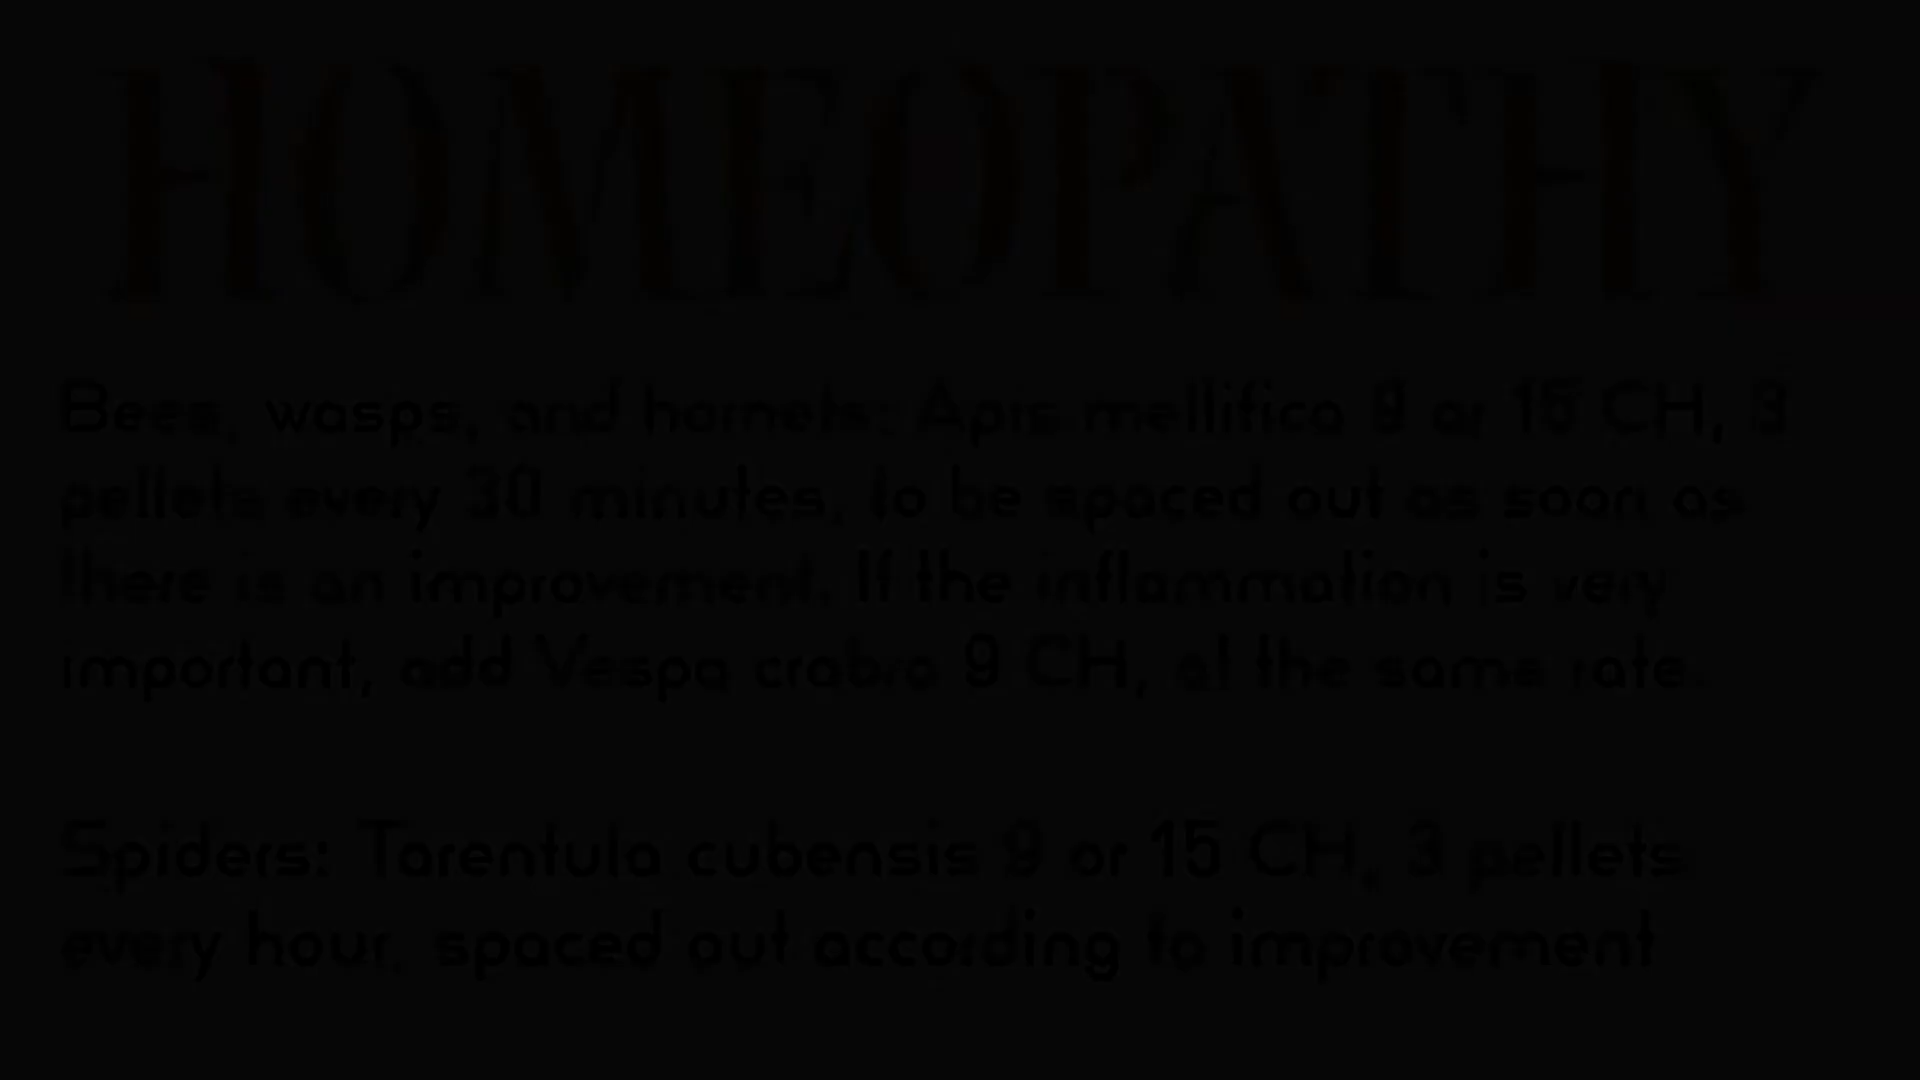 HOMEOPATHY
Bees, wasps, and hornets: Apis mellifica 9 or 15 CH, 3
pellets every 30 minutes, to be spaced out as soon as
there is an improvement. If the inflammation is very
important, add Vespa crabro 9 CH, at the same rate.
Spiders: Tarentula cubensis 9 or 15 CH, 3 pellets
every hour, spaced out according to improvement